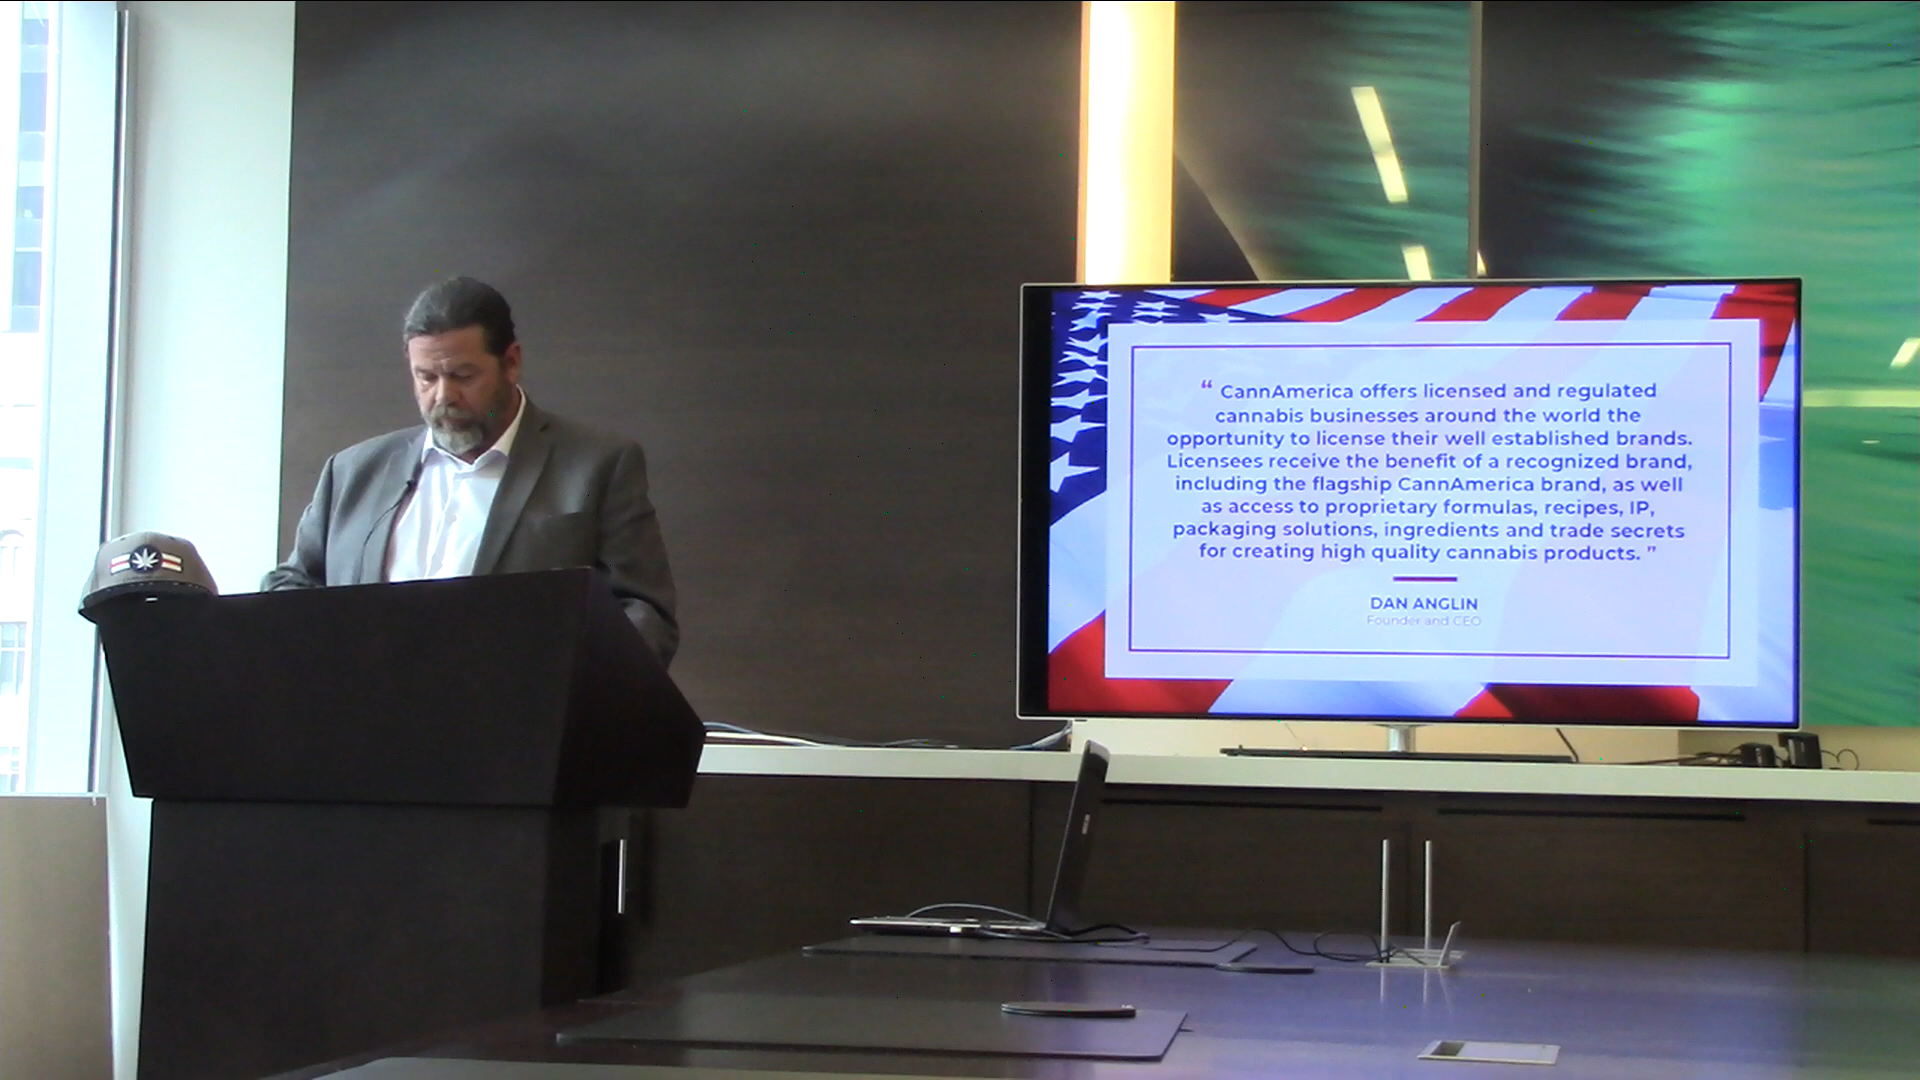 “ CannAmerica offers licensed and regulated
cannabis businesses around the world the
opportunity to license their well established brands.
Licensees receive the benefit of a recognized brand,
including the flagship CannAmerica brand, as well
as access to proprietary formulas, recipes, IP,
packaging solutions, ingredients and trade secrets
for creating high quality cannabis products. ”
DAN ANGLIN
Founder and CEO